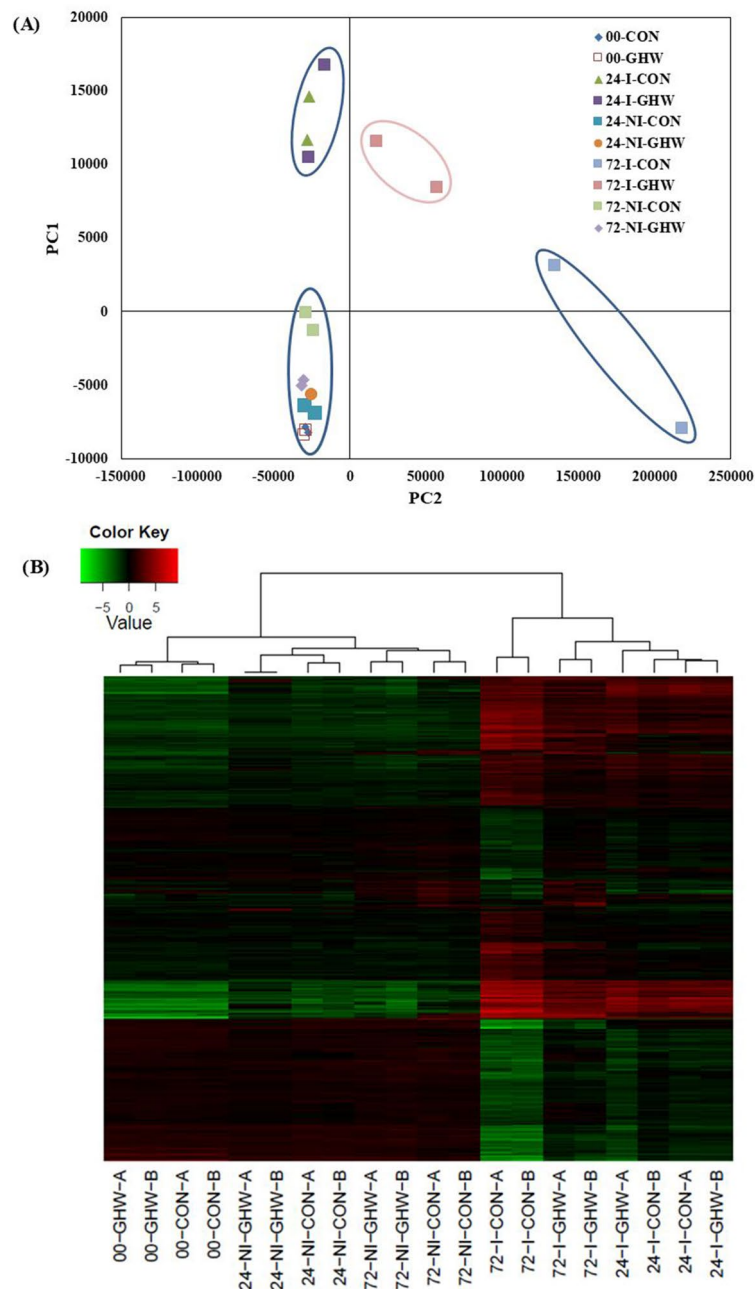 (A)
20000
15000
10000
5000
0
-5000
-10000
PC1
-150000 -100000 -50000 0 50000 100000 150000 200000 250000
PC2
00-CON
00-GHW
24-I-CON
24-I-GHW
24-NI-CON
24-NI-GHW
72-I-CON
72-I-GHW
72-NI-CON
72-NI-GHW
(B)
Color Key
−5 0 5
Value
00−GHW−A
00−GHW−B
00−CON−A
00−CON−B
24−NI−GHW−A
24−NI−GHW−B
24−NI−CON−A
24−NI−CON−B
72−NI−GHW−A
72−NI−GHW−B
72−NI−CON−A
72−NI−CON−B
72−I−CON−A
72−I−CON−B
72−I−GHW−A
72−I−GHW−B
24−I−GHW−A
24−I−CON−B
24−I−CON−A
24−I−GHW−B